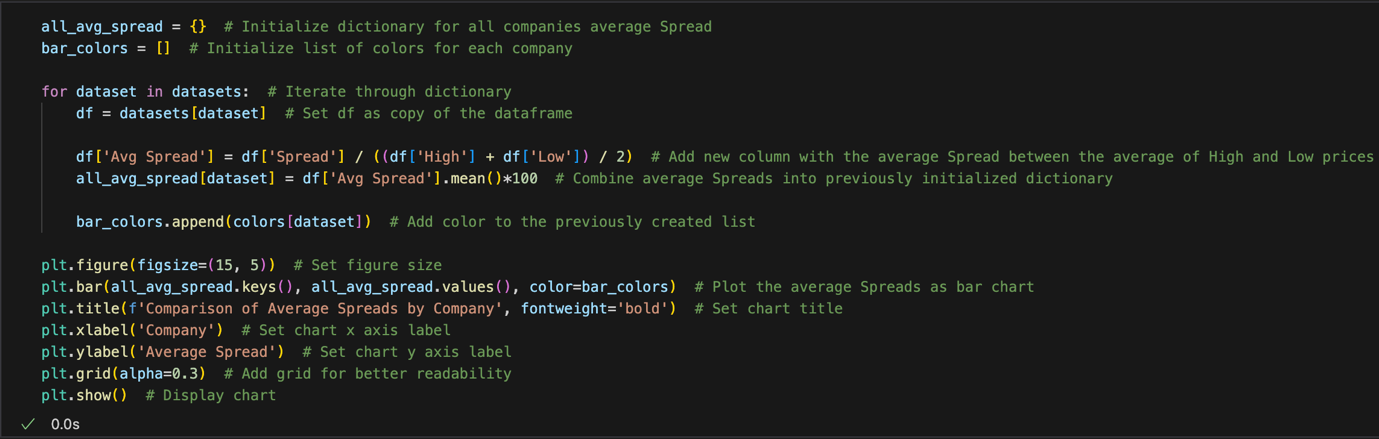 all_avg_spread = {}  # Initialize dictionary for all companies average Spread
bar_colors = []  # Initialize list of colors for each company
for dataset in datasets:  # Iterate through dictionary
    df = datasets[dataset]  # Set df as copy of the dataframe
    df['Avg Spread'] = df['Spread'] / ((df['High'] + df['Low']) / 2)  # Add new column with the average Spread between the average of High and Low prices
    all_avg_spread[dataset] = df['Avg Spread'].mean()*100  # Combine average Spreads into previously initialized dictionary
    bar_colors.append(colors[dataset])  # Add color to the previously created list
plt.figure(figsize=(15, 5))  # Set figure size
plt.bar(all_avg_spread.keys(), all_avg_spread.values(), color=bar_colors)  # Plot the average Spreads as bar chart
plt.title(f'Comparison of Average Spreads by Company', fontweight='bold')  # Set chart title
plt.xlabel('Company')  # Set chart x axis label
plt.ylabel('Average Spread')  # Set chart y axis label
plt.grid(alpha=0.3)  # Add grid for better readability
plt.show()  # Display chart
✓ 0.0s